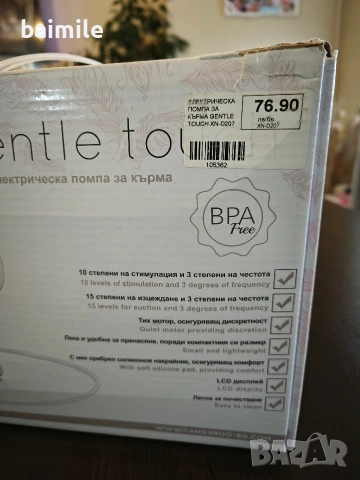 baimile
ЕЛЕКТРИЧЕСКА
ПОМПА ЗА
КЪРМА GENTLE
TOUCH XN-D207
76.90
лв/бр.
XN-D207
105362
entle tou
лектрическа помпа за кърма
BPA
Free
10 степени на стимулация и 3 степени на честота
10 levels of stimulation and 3 degrees of frequency
15 степени на изцеждане и 3 степени на честота
15 levels for suction and 3 degrees of frequency
Тих мотор, осигуряващ дискретност
Quiet motor providing discretion
Лека и удобна за пренасяне, поради компактния си размер
Small and lightweight
С мек оребрен силиконов накрайник, осигуряващ комфорт
With soft silicone pad, providing comfort
LCD дисплей
LCD display
Лесна за почистване
Easy to clean
WWW.CANGAROO-BG.COM
bazar